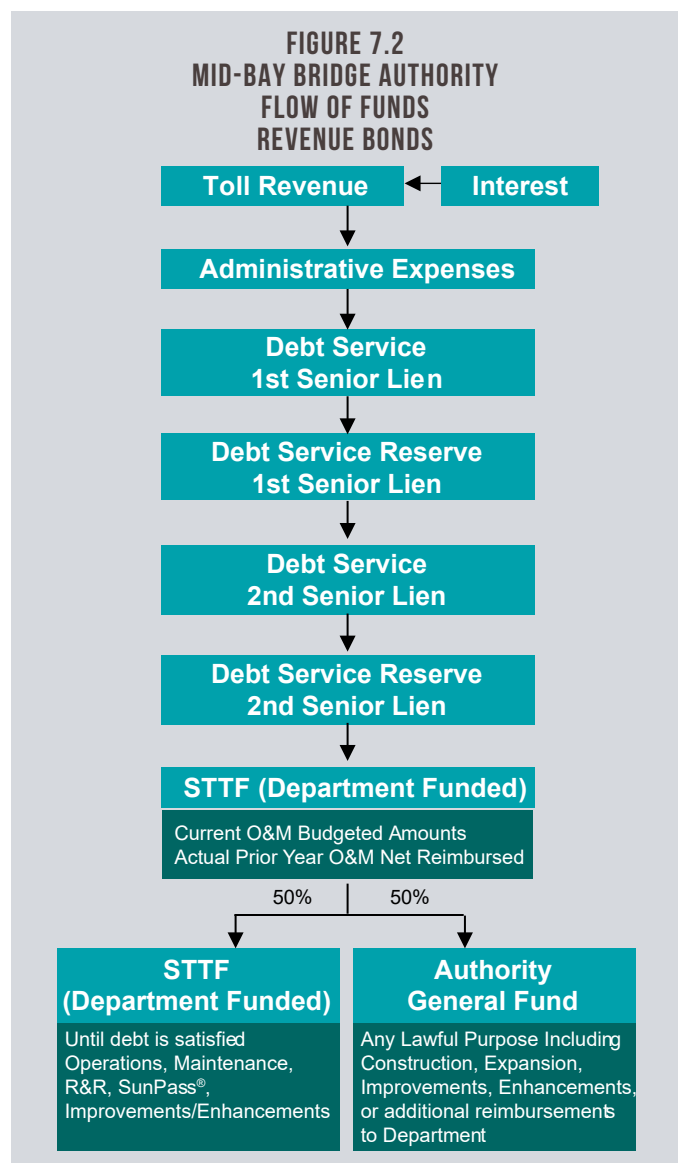 FIGURE 7.2
MID-BAY BRIDGE AUTHORITY
FLOW OF FUNDS
REVENUE BONDS
Toll Revenue
Interest
Administrative Expenses
Debt Service
1st Senior Lien
Debt Service Reserve
1st Senior Lien
Debt Service
2nd Senior Lien
Debt Service Reserve
2nd Senior Lien
STTF (Department Funded)
Current O&M Budgeted Amounts
Actual Prior Year O&M Net Reimbursed
50%
50%
STTF
(Department Funded)
Until debt is satisfied
Operations, Maintenance,
R&R, SunPass®,
Improvements/Enhancements
Authority
General Fund
Any Lawful Purpose Including
Construction, Expansion,
Improvements, Enhancements,
or additional reimbursements
to Department